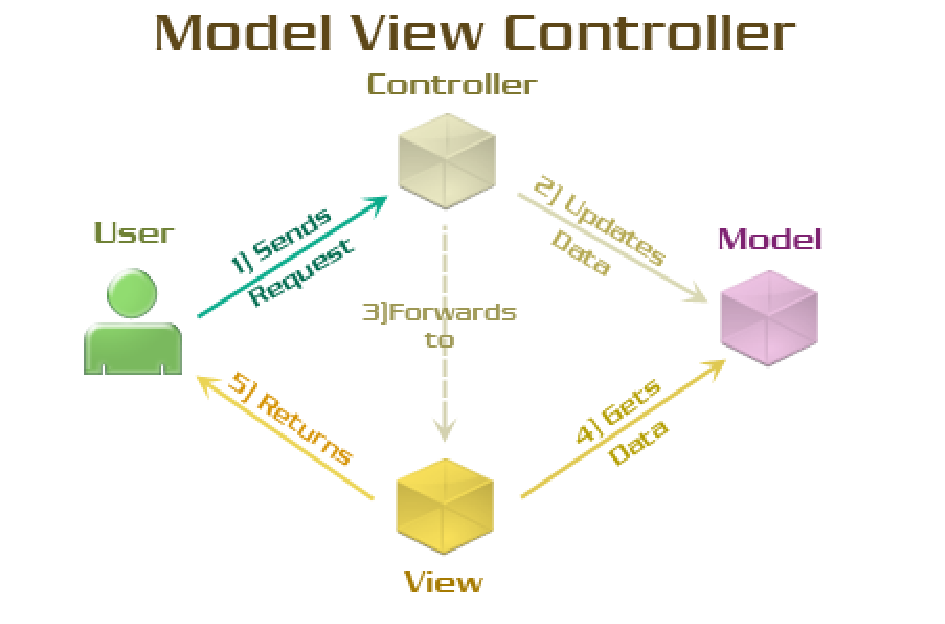 Model View Controller
Controller
User
1) Sends
Request
2) Updates
Data
Model
3)Forwards
to
4) Gets
Data
5) Returns
View